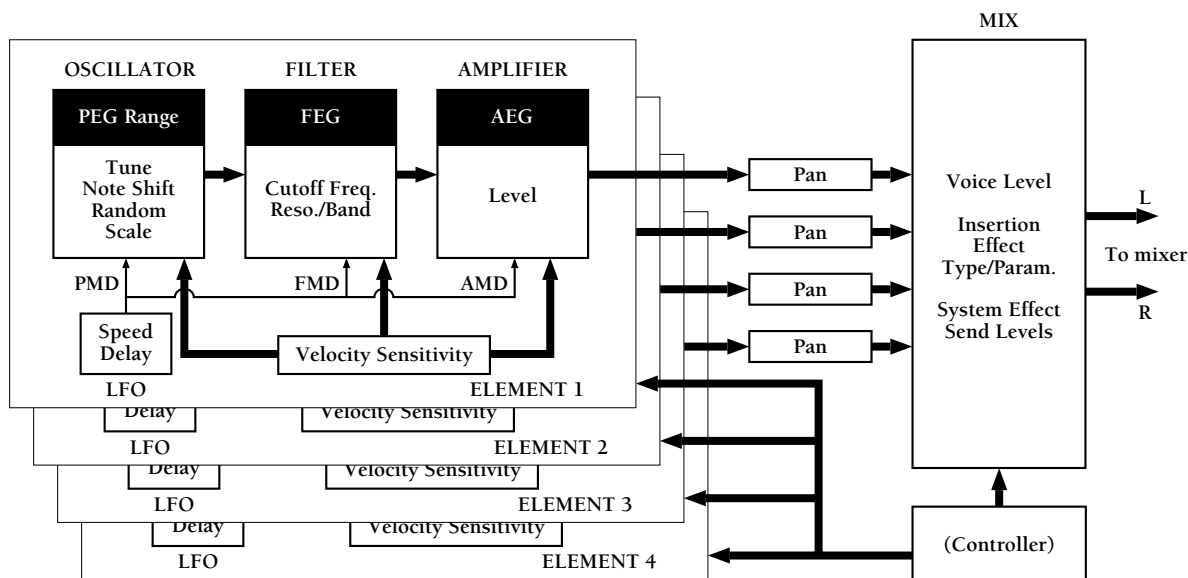 MIX
OSCILLATOR
FILTER
AMPLIFIER
PEG Range
FEG
AEG
Tune
Note Shift
Random
Scale
Cutoff Freq.
Reso./Band
Level
Pan
Pan
Pan
Pan
Voice Level
Insertion
Effect
Type/Param.
System Effect
Send Levels
L
To mixer
R
PMD
FMD
AMD
Speed
Delay
Velocity Sensitivity
LFO
ELEMENT 1
Delay
Velocity Sensitivity
LFO
ELEMENT 2
Delay
Velocity Sensitivity
LFO
ELEMENT 3
Delay
Velocity Sensitivity
LFO
ELEMENT 4
(Controller)